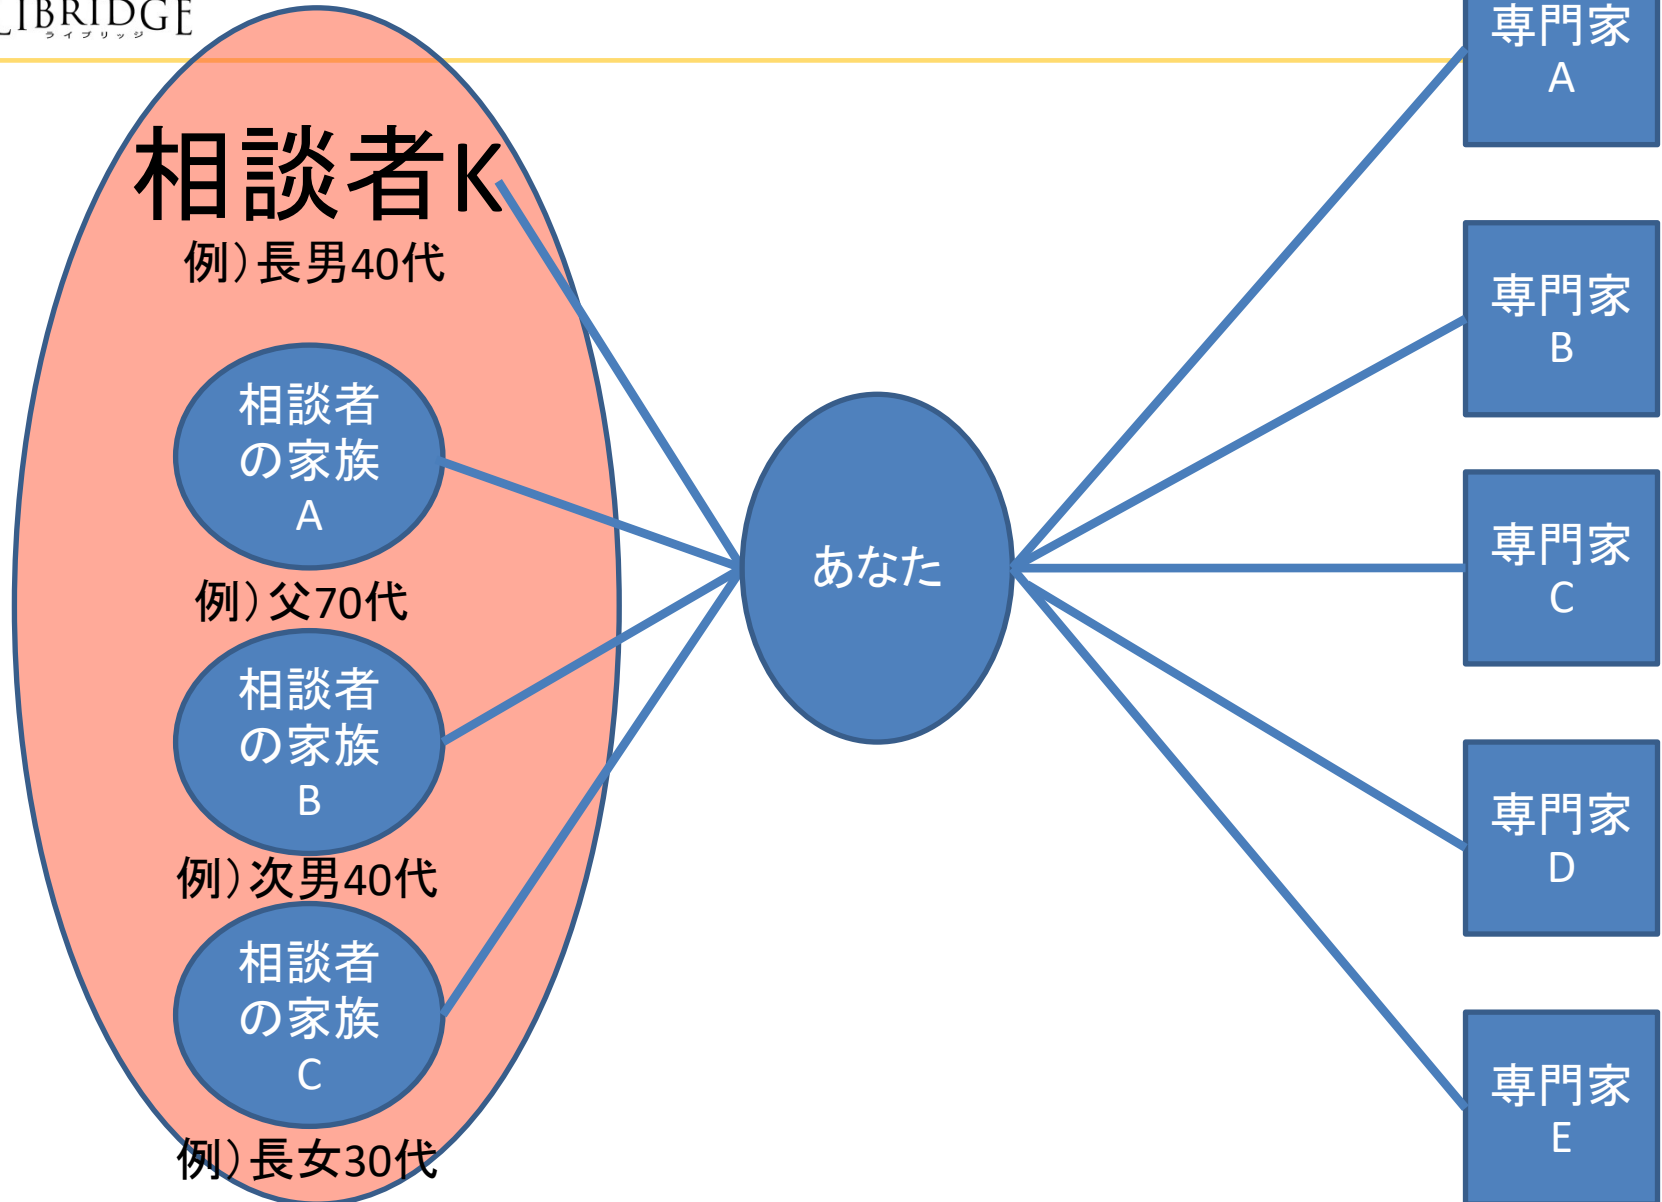 LIBRIDGE
ライブリッジ
相談者K
例）長男40代
相談者
の家族
A
例）父70代
相談者
の家族
B
例）次男40代
相談者
の家族
C
例）長女30代
あなた
専門家
A
専門家
B
専門家
C
専門家
D
専門家
E